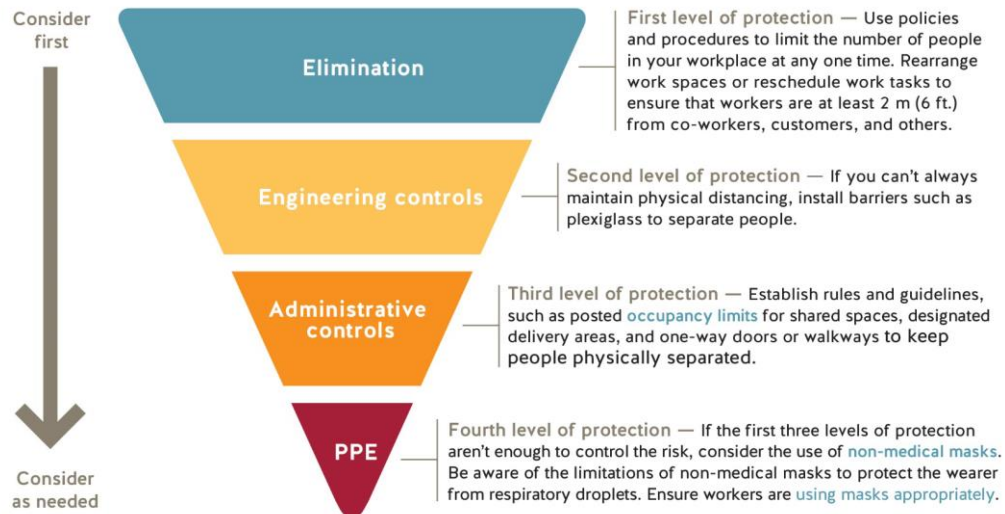 Consider
first
Elimination
First level of protection — Use policies
and procedures to limit the number of people
in your workplace at any one time. Rearrange
work spaces or reschedule work tasks to
ensure that workers are at least 2 m (6 ft.)
from co-workers, customers, and others.
Engineering controls
Second level of protection — If you can't always
maintain physical distancing, install barriers such as
plexiglass to separate people.
Administrative
controls
Third level of protection — Establish rules and guidelines,
such as posted occupancy limits for shared spaces, designated
delivery areas, and one-way doors or walkways to keep
people physically separated.
PPE
Fourth level of protection — If the first three levels of protection
aren't enough to control the risk, consider the use of non-medical masks.
Be aware of the limitations of non-medical masks to protect the wearer
from respiratory droplets. Ensure workers are using masks appropriately.
Consider
as needed